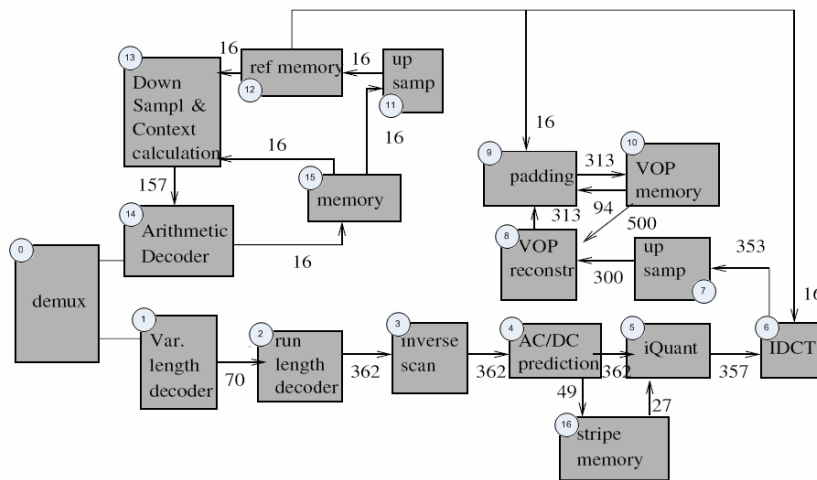 13
Down
Sampl &
Context
calculation
16
ref memory
12
16
up
samp
11
16
16
15
memory
157
14
Arithmetic
Decoder
16
0
demux
16
9
padding
313
10
VOP
memory
94
500
313
8
VOP
reconstr
300
up
samp
7
353
16
1
Var.
length
decoder
70
2
run
length
decoder
362
3
inverse
scan
362
4
AC/DC
prediction
362
5
iQuant
357
6
IDCT
49
27
16
stripe
memory